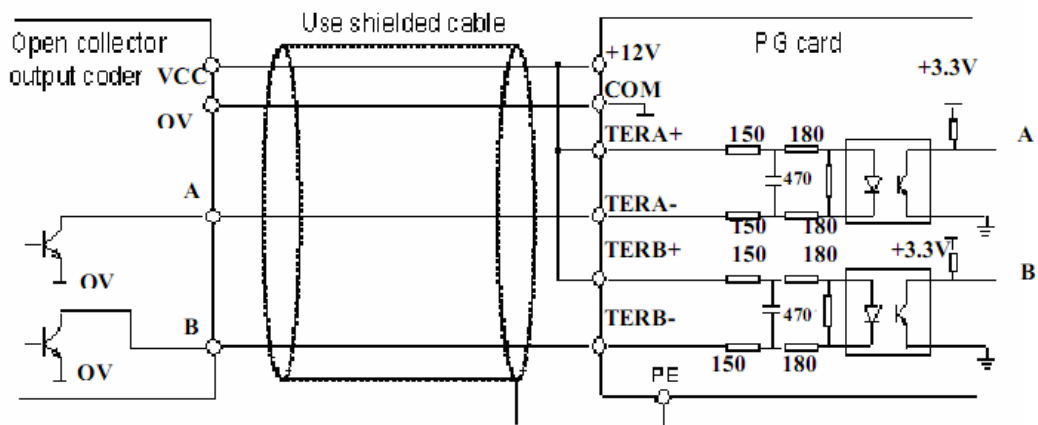 Use shielded cable
Open collector
output coder
VCC
OV
A
OV
B
OV
PG card
+12V
COM
TERA+
TERA-
TERB+
TERB-
+3.3V
150 180
A
470
150 180
150 180
+3.3V
B
470
150 180
PE